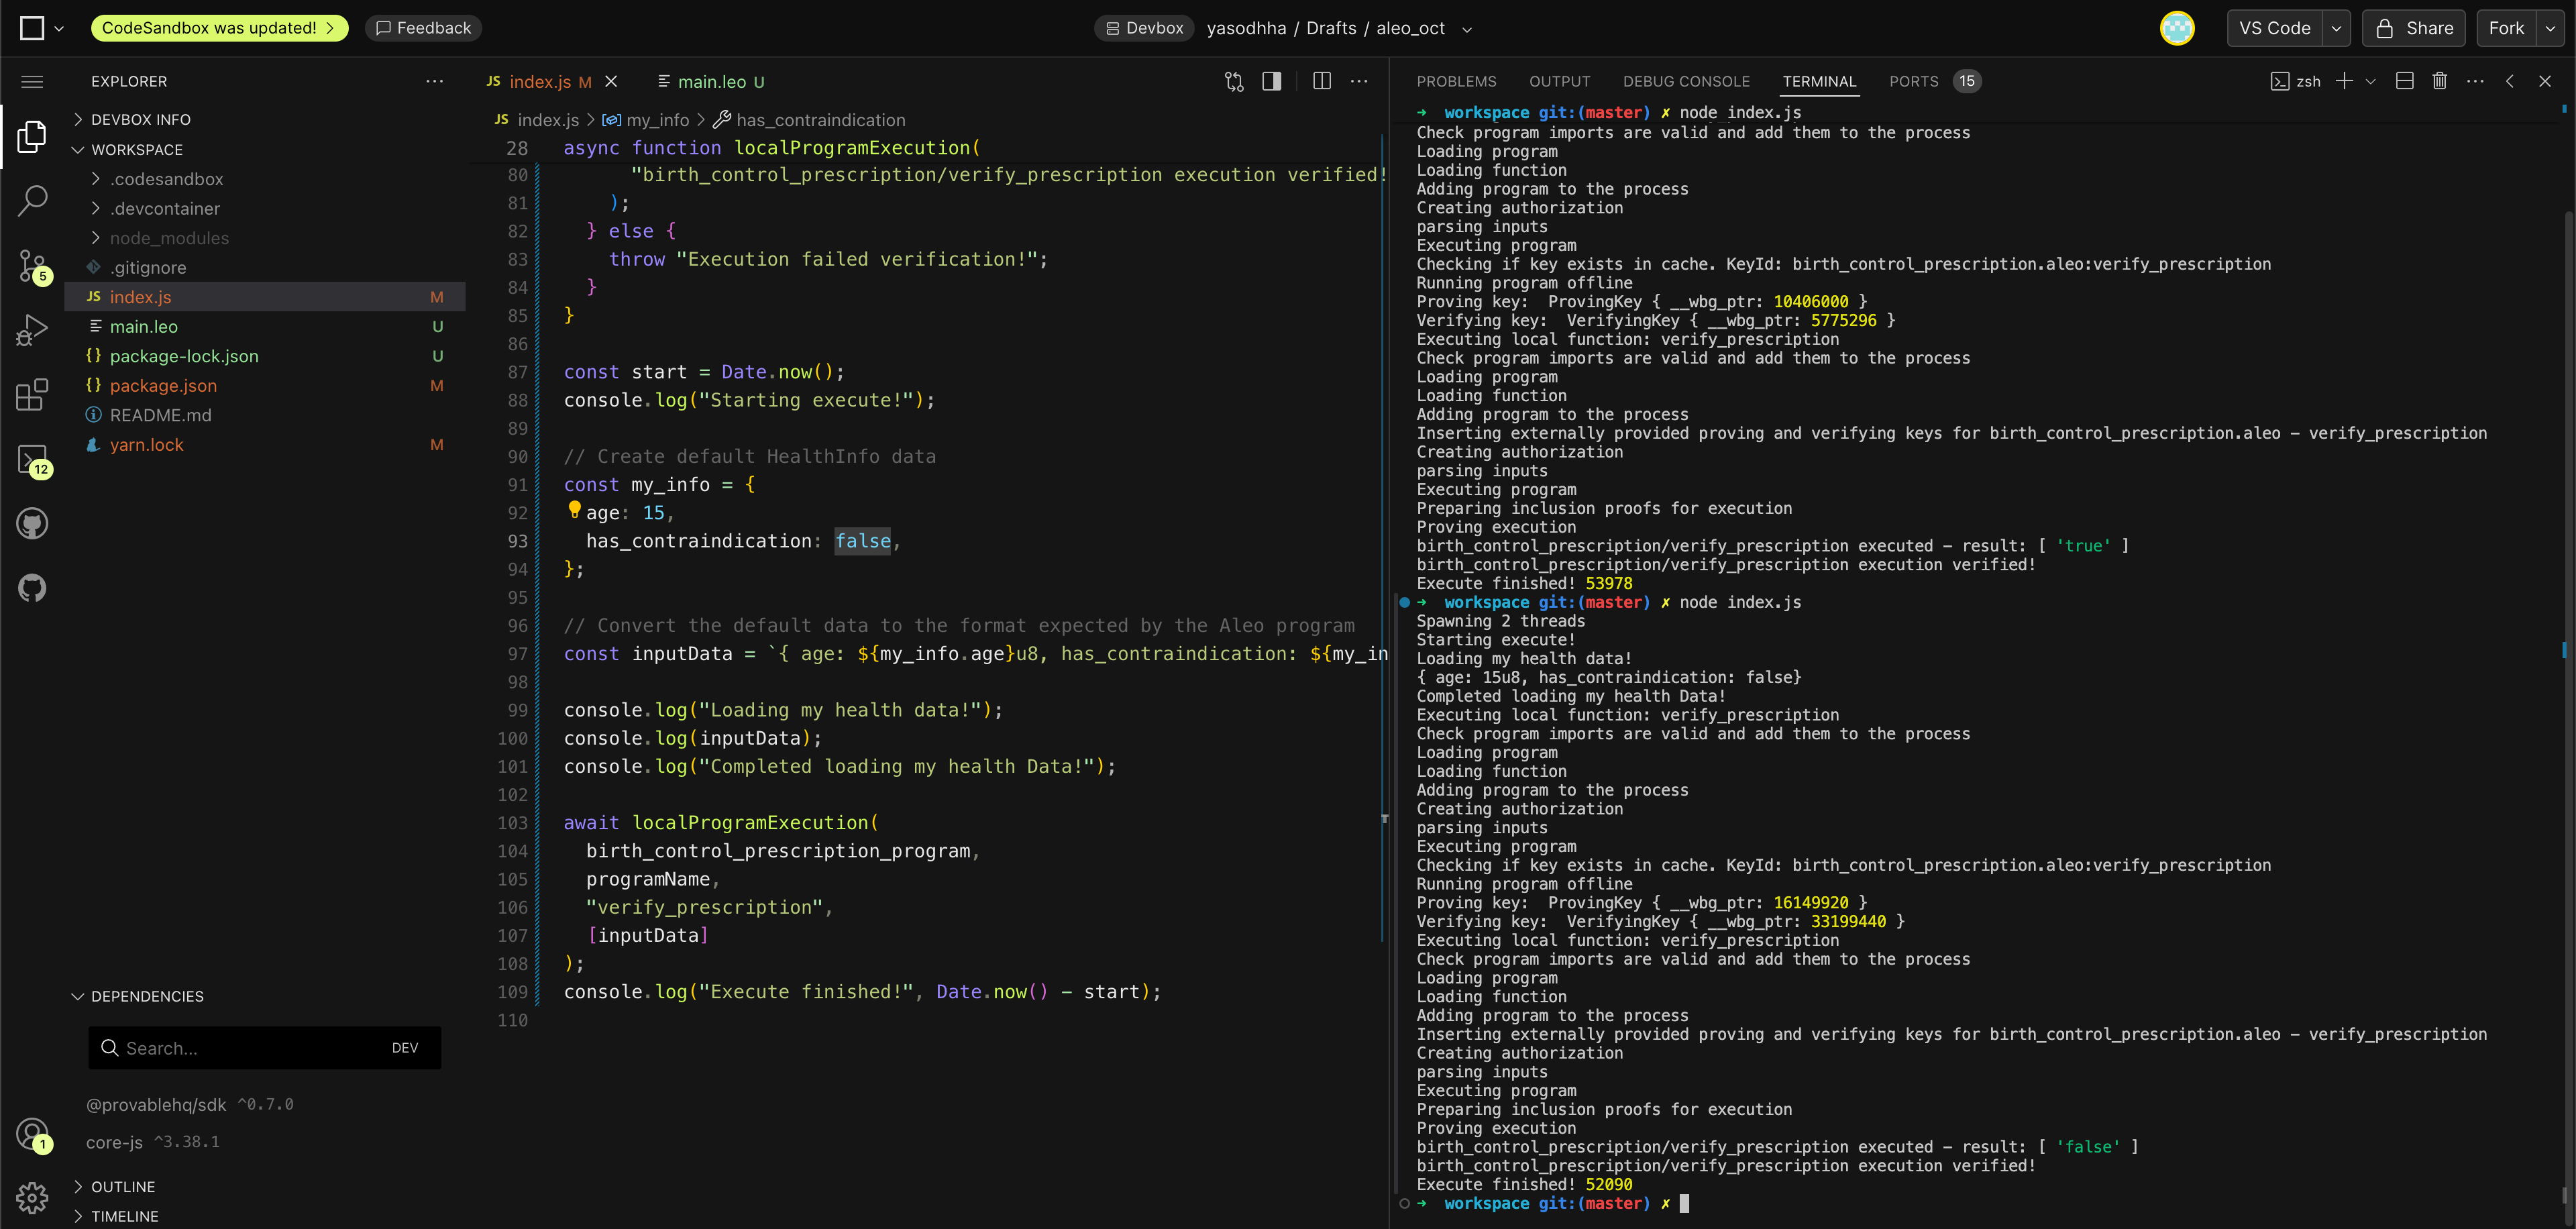 CodeSandbox was updated! >
Feedback
Devbox
yasodhha / Drafts / aleo_oct
VS Code
Share
Fork
EXPLORER
DEVBOX INFO
WORKSPACE
.codesandbox
.devcontainer
node_modules
.gitignore
JS index.js M
main.leo U
{} package-lock.json U
{} package.json M
README.md
yarn.lock M
5
12
1
DEPENDENCIES
Search... DEV
@provablehq/sdk ^0.7.0
core-js ^3.38.1
OUTLINE
TIMELINE
JS index.js M
main.leo U
JS index.js > my_info > has_contraindication
28 async function localProgramExecution(
80 "birth_control_prescription/verify_prescription execution verified!
81 );
82 } else {
83 throw "Execution failed verification!";
84 }
85 }
86
87 const start = Date.now();
88 console.log("Starting execute!");
89
90 // Create default HealthInfo data
91 const my_info = {
92 age: 15,
93 has_contraindication: false,
94 };
95
96 // Convert the default data to the format expected by the Aleo program
97 const inputData = `{ age: ${my_info.age}u8, has_contraindication: ${my_in
98
99 console.log("Loading my health data!");
100 console.log(inputData);
101 console.log("Completed loading my health Data!");
102
103 await localProgramExecution(
104 birth_control_prescription_program,
105 programName,
106 "verify_prescription",
107 [inputData]
108 );
109 console.log("Execute finished!", Date.now() - start);
110
PROBLEMS OUTPUT DEBUG CONSOLE TERMINAL PORTS 15
zsh
➜ workspace git:(master) ✗ node index.js
Check program imports are valid and add them to the process
Loading program
Loading function
Adding program to the process
Creating authorization
parsing inputs
Executing program
Checking if key exists in cache. KeyId: birth_control_prescription.aleo:verify_prescription
Running program offline
Proving key:  ProvingKey { __wbg_ptr: 10406000 }
Verifying key:  VerifyingKey { __wbg_ptr: 5775296 }
Executing local function: verify_prescription
Check program imports are valid and add them to the process
Loading program
Loading function
Adding program to the process
Inserting externally provided proving and verifying keys for birth_control_prescription.aleo - verify_prescription
Creating authorization
parsing inputs
Executing program
Preparing inclusion proofs for execution
Proving execution
birth_control_prescription/verify_prescription executed - result: [ 'true' ]
birth_control_prescription/verify_prescription execution verified!
Execute finished! 53978
➜ workspace git:(master) ✗ node index.js
Spawning 2 threads
Starting execute!
Loading my health data!
{ age: 15u8, has_contraindication: false}
Completed loading my health Data!
Executing local function: verify_prescription
Check program imports are valid and add them to the process
Loading program
Loading function
Adding program to the process
Creating authorization
parsing inputs
Executing program
Checking if key exists in cache. KeyId: birth_control_prescription.aleo:verify_prescription
Running program offline
Proving key:  ProvingKey { __wbg_ptr: 16149920 }
Verifying key:  VerifyingKey { __wbg_ptr: 33199440 }
Executing local function: verify_prescription
Check program imports are valid and add them to the process
Loading program
Loading function
Adding program to the process
Inserting externally provided proving and verifying keys for birth_control_prescription.aleo - verify_prescription
Creating authorization
parsing inputs
Executing program
Preparing inclusion proofs for execution
Proving execution
birth_control_prescription/verify_prescription executed - result: [ 'false' ]
birth_control_prescription/verify_prescription execution verified!
Execute finished! 52090
➜ workspace git:(master) ✗